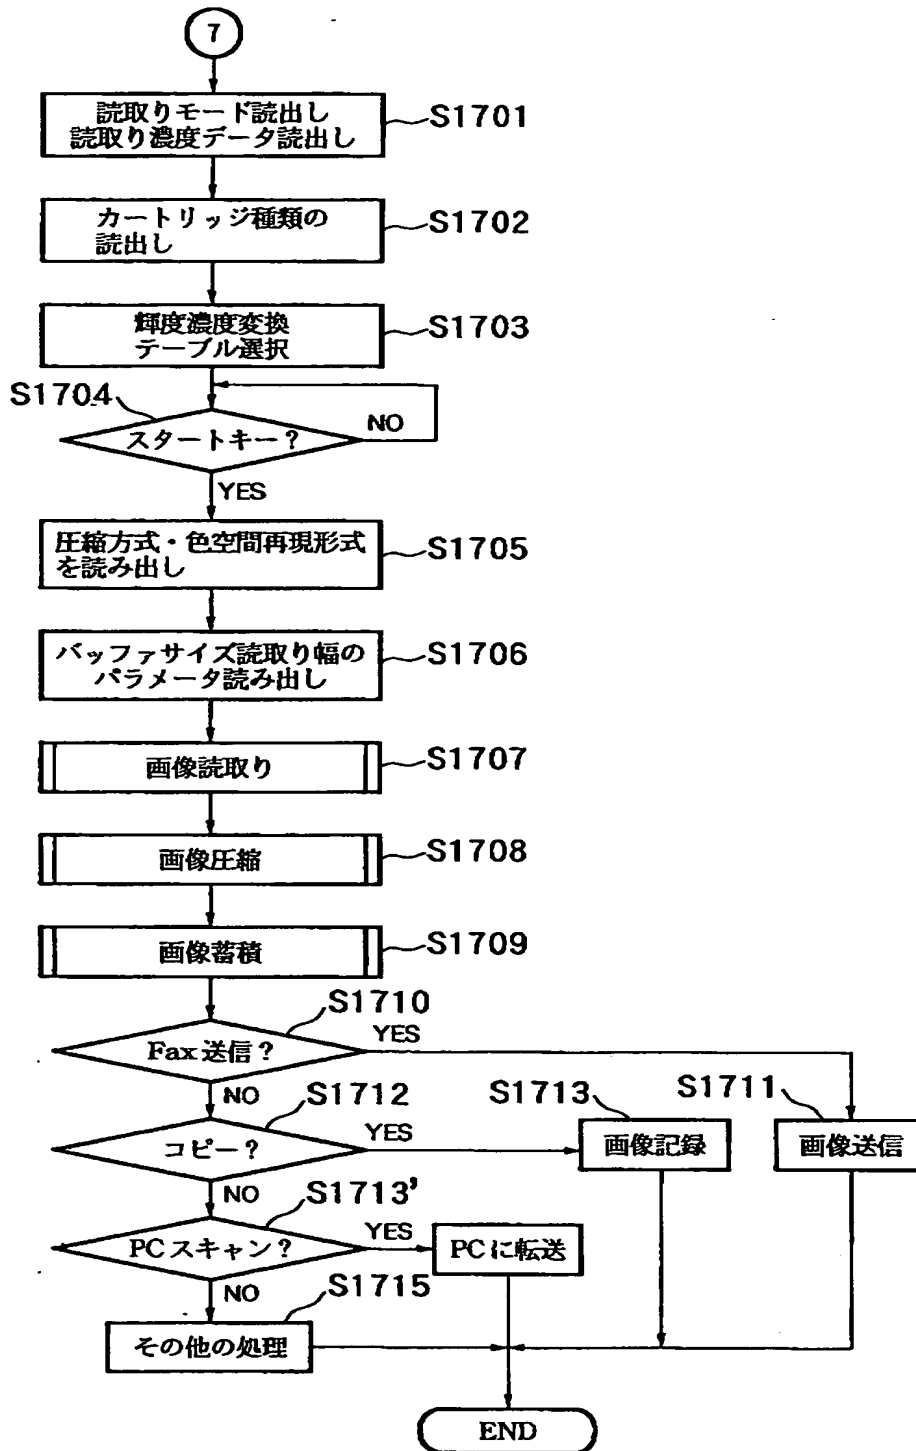 7
読取りモード読出し
読取り濃度データ読出し
S1701
カートリッジ種類の
読出し
S1702
輝度濃度変換
テーブル選択
S1703
S1704
スタートキー?
NO
YES
圧縮方式・色空間再現形式
を読み出し
S1705
バッファサイズ読取り幅の
パラメータ読み出し
S1706
画像読取り
S1707
画像圧縮
S1708
画像蓄積
S1709
S1710
Fax送信?
YES
NO
S1712
コピー?
YES
S1713
画像記録
S1711
画像送信
NO
S1713'
PCスキャン?
YES
PCに転送
NO
S1715
その他の処理
END